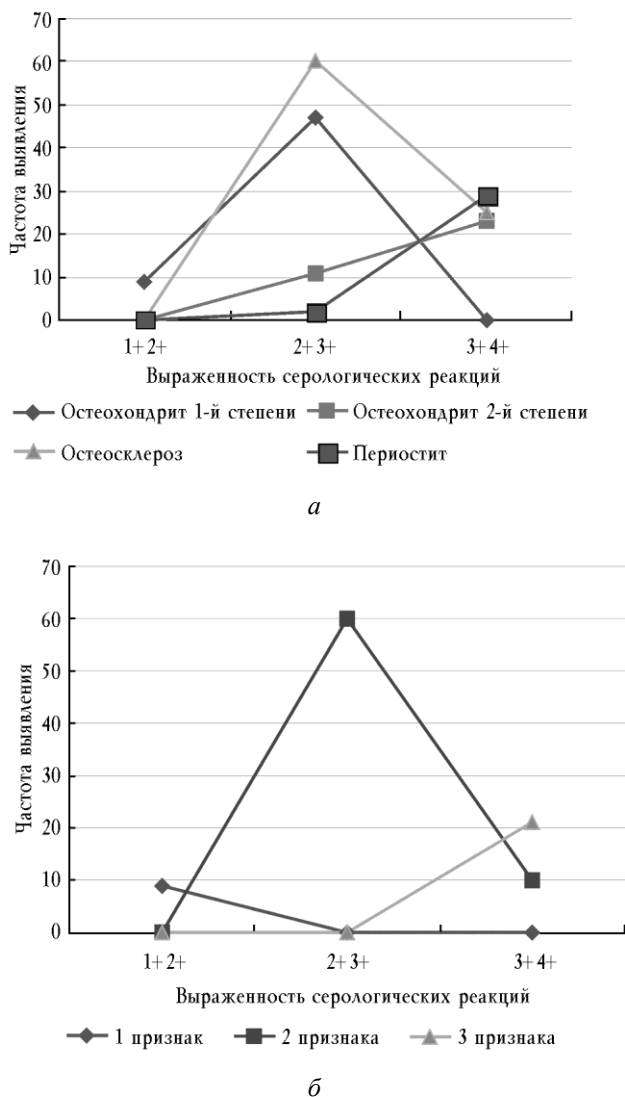 70
60
50
40
30
20
10
0
Частота выявления
1+2+ 2+3+ 3+4+
Выраженность серологических реакций
Остеохондрит 1-й степени Остеохондрит 2-й степени
Остеосклероз Периостит
а
70
60
50
40
30
20
10
0
Частота выявления
1+2+ 2+3+ 3+4+
Выраженность серологических реакций
1 признак 2 признака 3 признака
б